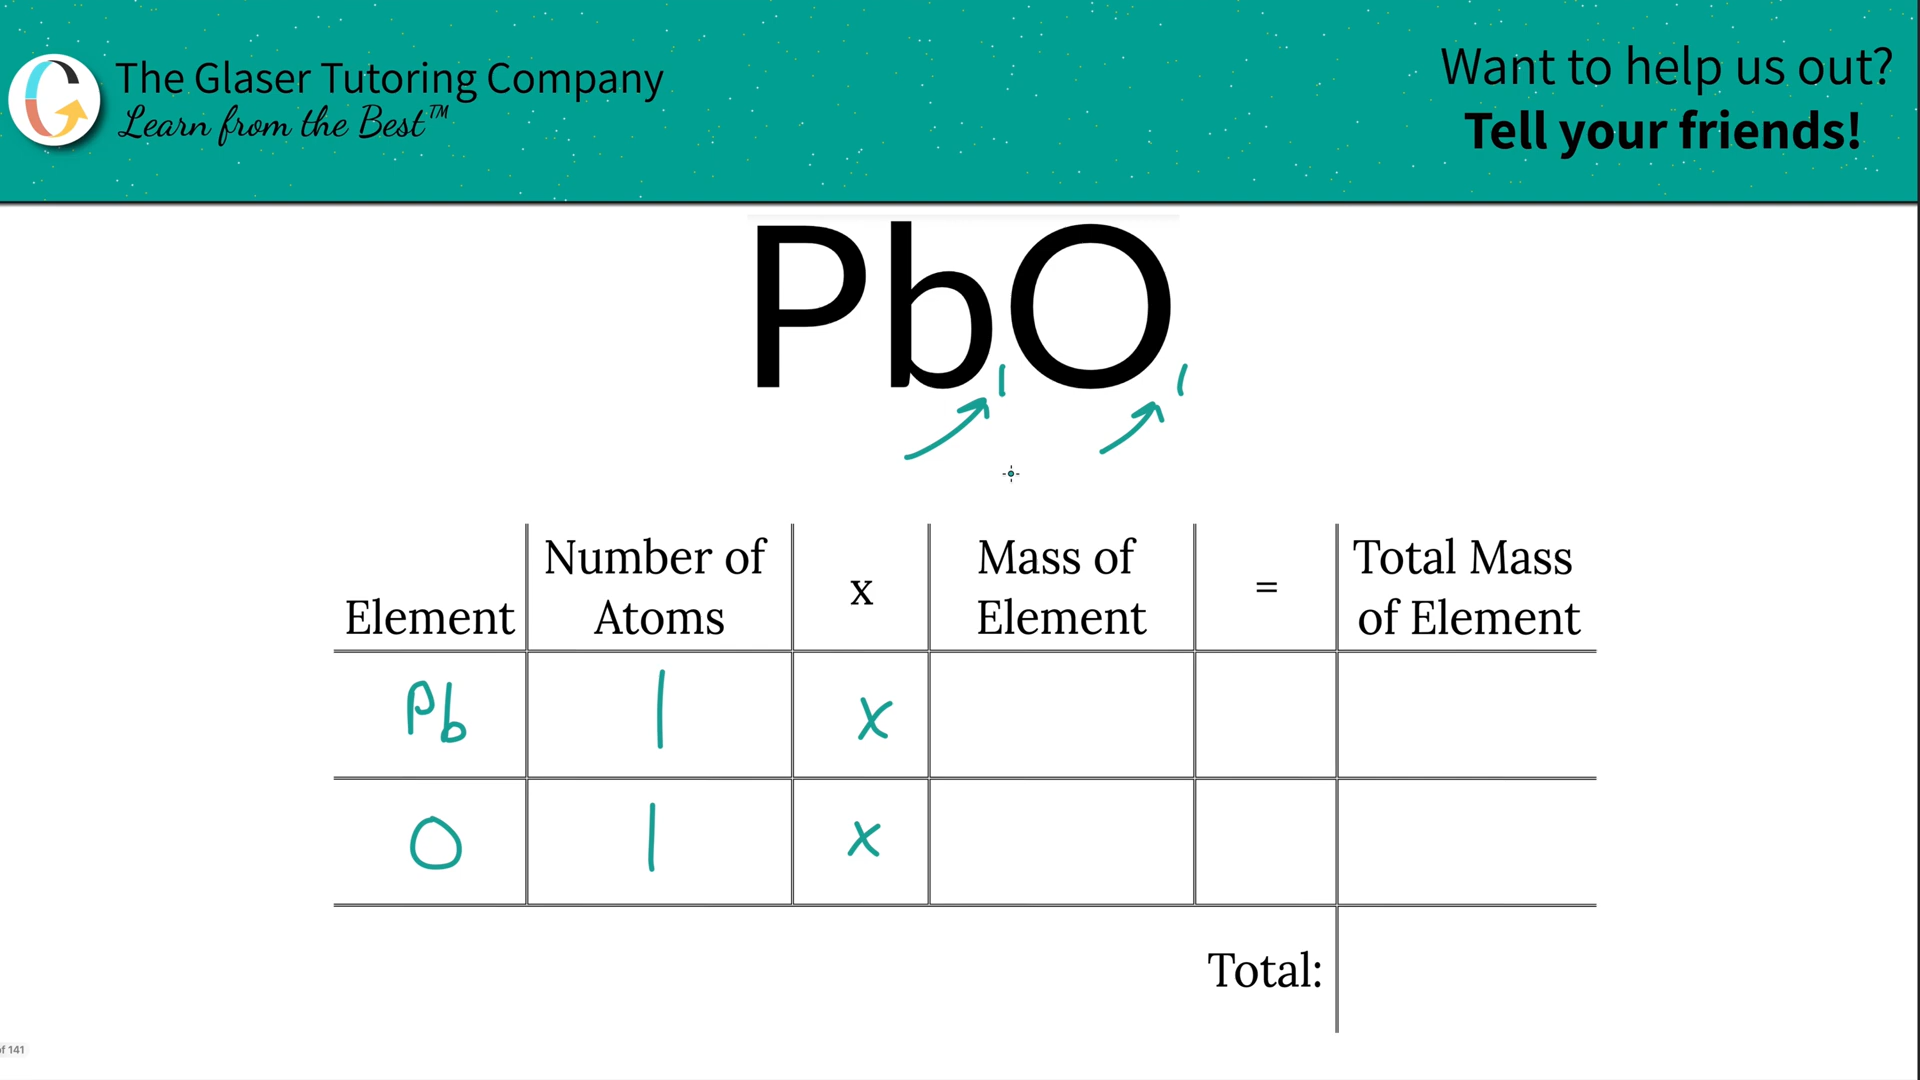 The Glaser Tutoring Company
Learn from the Best™
Want to help us out?
Tell your friends!
PbO
1 1
Element
Number of
Atoms
x
Mass of
Element
=
Total Mass
of Element
Pb 1 x
O 1 x
Total:
of 141